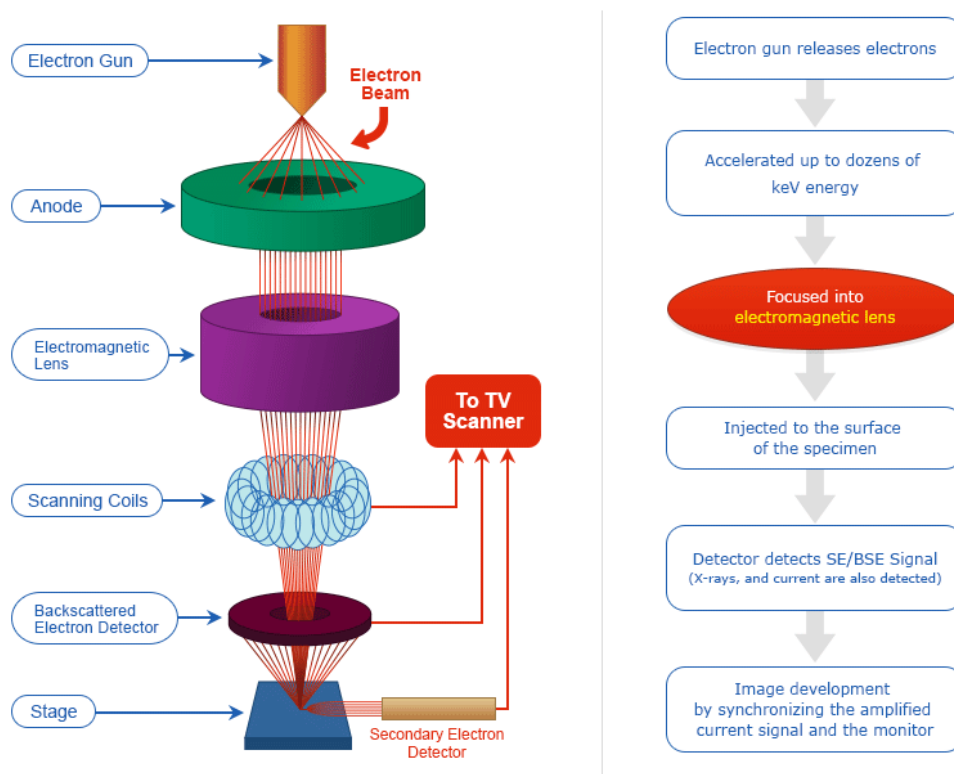 Electron Gun
Electron
Beam
Anode
Electromagnetic
Lens
To TV
Scanner
Scanning Coils
Backscattered
Electron Detector
Stage
Secondary Electron
Detector
Electron gun releases electrons
Accelerated up to dozens of
keV energy
Focused into
electromagnetic lens
Injected to the surface
of the specimen
Detector detects SE/BSE Signal
(X-rays, and current are also detected)
Image development
by synchronizing the amplified
current signal and the monitor